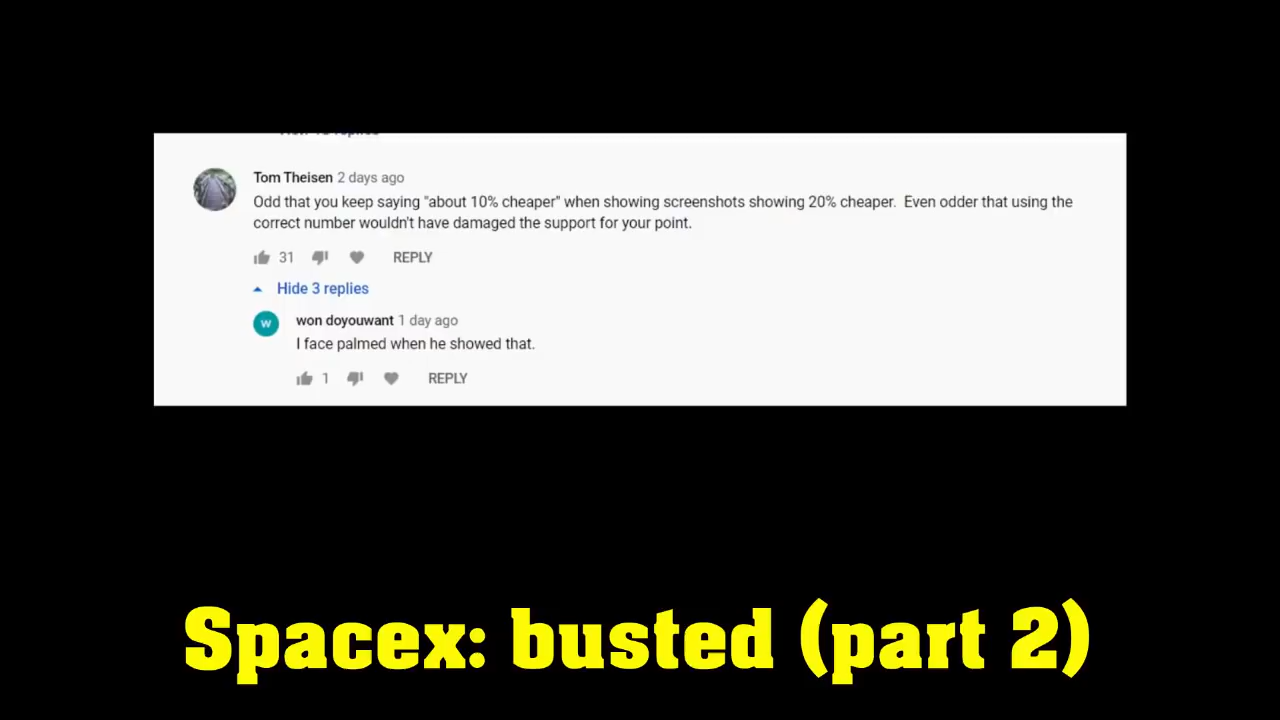 Tom Theisen 2 days ago
Odd that you keep saying "about 10% cheaper" when showing screenshots showing 20% cheaper. Even odder that using the
correct number wouldn't have damaged the support for your point.
31 REPLY
Hide 3 replies
W won doyouwant 1 day ago
I face palmed when he showed that.
1 REPLY
Spacex: busted (part 2)